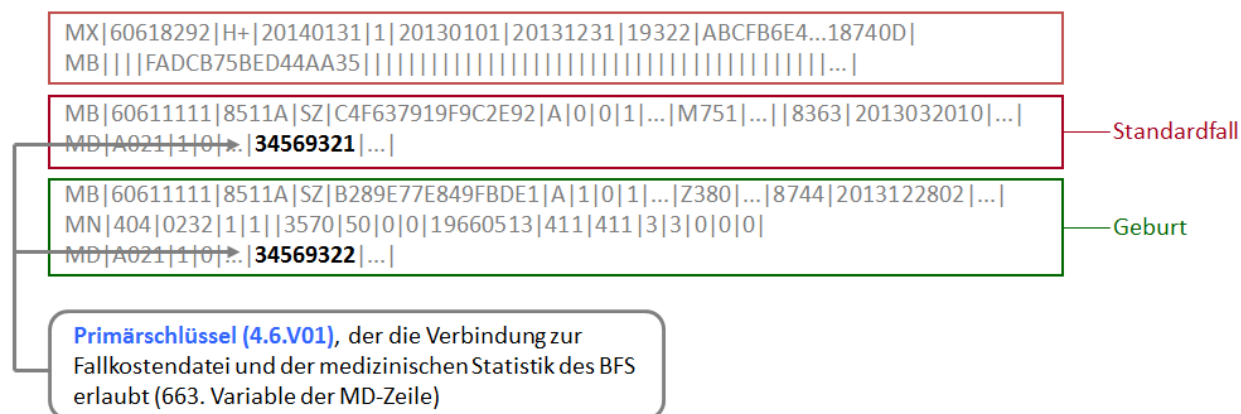 MX|60618292|H+|20140131|1|20130101|20131231|19322|ABCFB6E4...18740D|
MB||||FADCB75BED44AA35||||||||||||||||||||||||||||||||||||||||||...|
MB|60611111|8511A|SZ|C4F637919F9C2E92|A|0|0|1|...|M751|...||8363|2013032010|...|
MD|A021|1|0|...|34569321|...|
Standardfall
MB|60611111|8511A|SZ|B289E77E849FBDE1|A|1|0|1|...|Z380|...|8744|2013122802|...|
MN|404|0232|1|1||3570|50|0|0|19660513|411|411|3|3|0|0|0|
MD|A021|1|0|...|34569322|...|
Geburt
Primärschlüssel (4.6.V01), der die Verbindung zur
Fallkostendatei und der medizinischen Statistik des BFS
erlaubt (663. Variable der MD-Zeile)